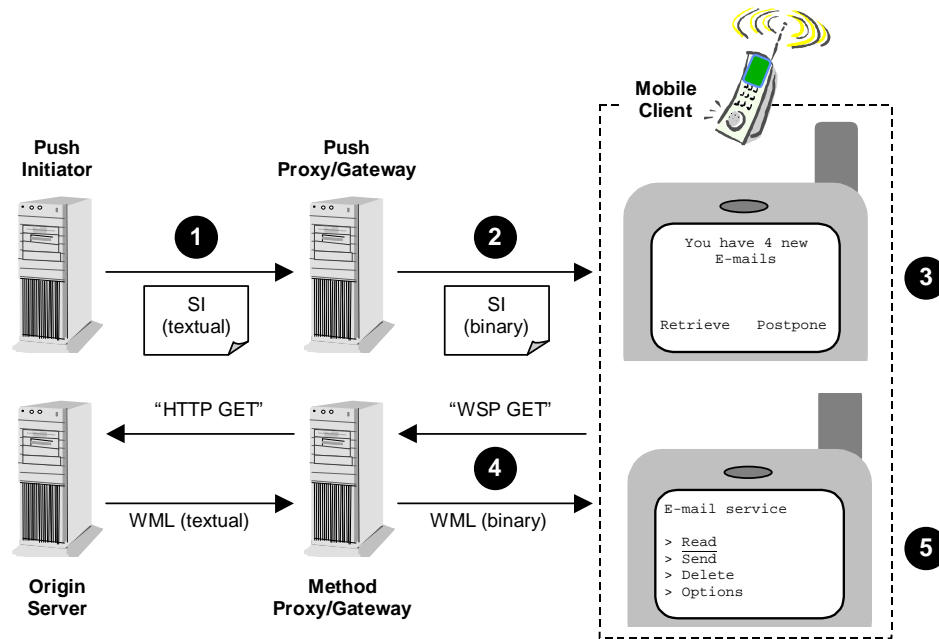 Mobile
Client
Push
Initiator
Push
Proxy/Gateway
1
2
SI
(textual)
SI
(binary)
You have 4 new
E-mails
Retrieve Postpone
3
“HTTP GET”
“WSP GET”
4
WML (textual)
WML (binary)
E-mail service
> Read
> Send
> Delete
> Options
5
Origin
Server
Method
Proxy/Gateway